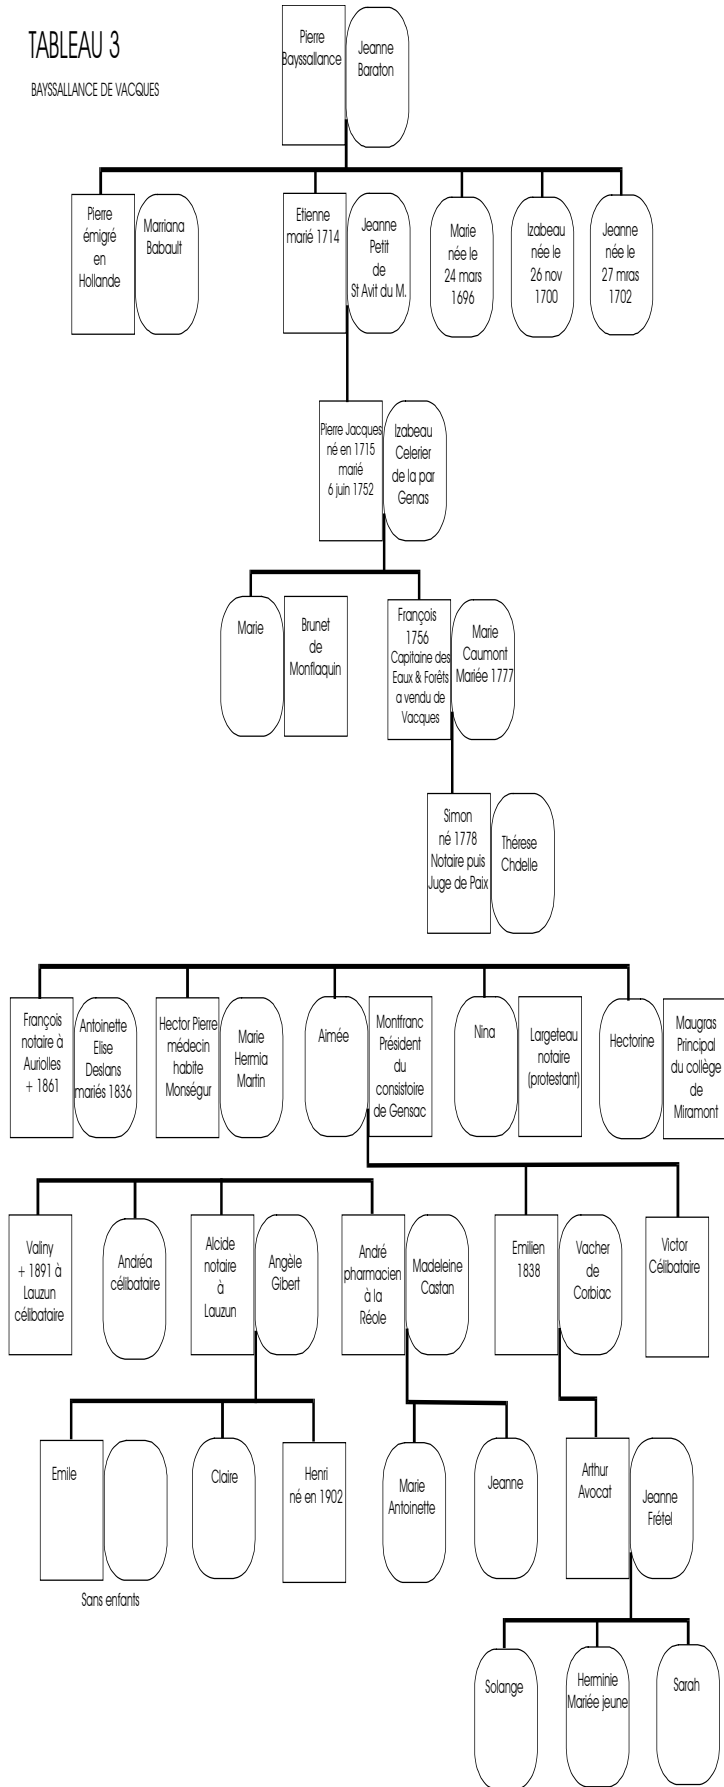 TABLEAU 3
BAYSSALLANCE DE VACQUES
Pierre
Bayssallance
Jeanne
Baraton
Pierre
émigré
en
Hollande
Marriana
Babault
Etienne
marié 1714
Jeanne
Petit
de
St Avit du M.
Marie
née le
24 mars
1696
Izabeau
née le
26 nov
1700
Jeanne
née le
27 mras
1702
Pierre Jacques
né en 1715
marié
6 juin 1752
Izabeau
Celerier
de la par
Genas
Marie
Brunet
de
Monflaquin
François
1756
Capitaine des
Eaux & Forêts
a vendu de
Vacques
Marie
Caumont
Mariée 1777
Simon
né 1778
Notaire puis
Juge de Paix
Thérese
Chdelle
François
notaire à
Auriolles
+ 1861
Antoinette
Elise
Deslans
mariés 1836
Hector Pierre
médecin
habite
Monségur
Marie
Hermia
Martin
Aimée
Montfranc
Président
du
consistoire
de Gensac
Nina
Largeteau
notaire
(protestant)
Hectorine
Maugras
Principal
du collège
de
Miramont
Valiny
+ 1891 à
Lauzun
célibataire
Andréa
célibataire
Alcide
notaire
à
Lauzun
Angèle
Gibert
André
pharmacien
à la
Réole
Madeleine
Castan
Emilien
1838
Vacher
de
Corbiac
Victor
Célibataire
Emile
Claire
Henri
né en 1902
Marie
Antoinette
Jeanne
Arthur
Avocat
Jeanne
Frétel
Sans enfants
Solange
Herminie
Mariée jeune
Sarah